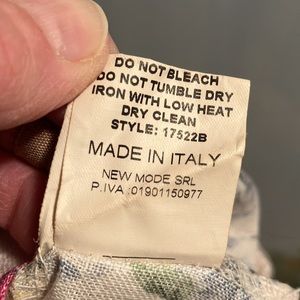 DO NOT BLEACH
DO NOT TUMBLE DRY
IRON WITH LOW HEAT
DRY CLEAN
STYLE: 17522B
MADE IN ITALY
NEW MODE SRL
P.IVA :01901150977